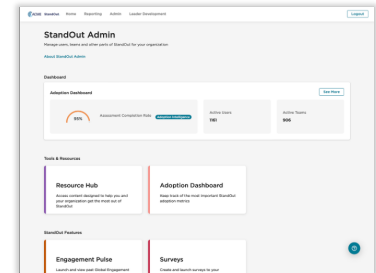 ACME StandOut Home Reporting Admin Leader Development Logout
StandOut Admin
Manage users, teams and other parts of StandOut for your organization
About StandOut Admin
Dashboard
Adoption Dashboard See More
55% Assessment Completion Rate Adoption Intelligence
Active Users
1161
Active Teams
906
Tools & Resources
Resource Hub
Access content designed to help you and
your organization get the most out of
StandOut
Adoption Dashboard
Keep track of the most important StandOut
adoption metrics
StandOut Features
Engagement Pulse
Launch and view past Global Engagement
Surveys
Create and launch surveys to your